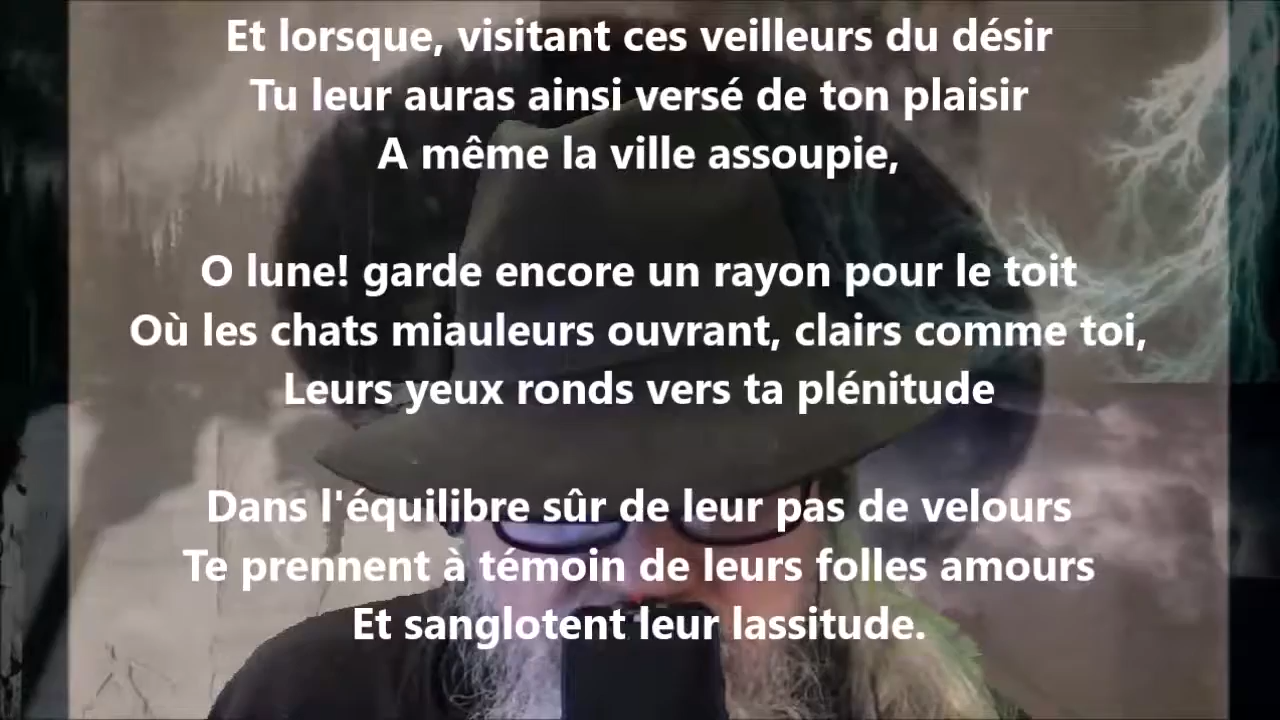 Et lorsque, visitant ces veilleurs du désir
Tu leur auras ainsi versé de ton plaisir
A même la ville assoupie,
O lune! garde encore un rayon pour le toit
Où les chats miauleurs ouvrant, clairs comme toi,
Leurs yeux ronds vers ta plénitude
Dans l'équilibre sûr de leur pas de velours
Te prennent à témoin de leurs folles amours
Et sanglotent leur lassitude.